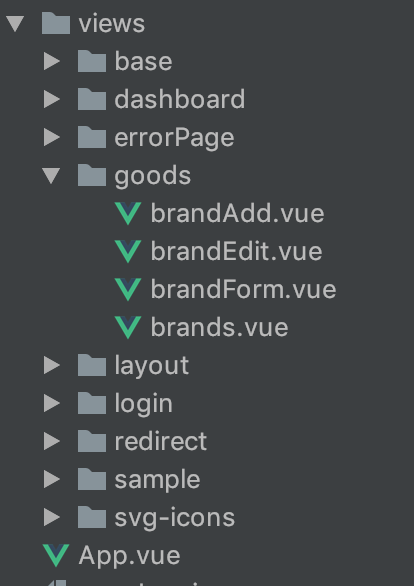 views
base
dashboard
errorPage
goods
brandAdd.vue
brandEdit.vue
brandForm.vue
brands.vue
layout
login
redirect
sample
svg-icons
App.vue